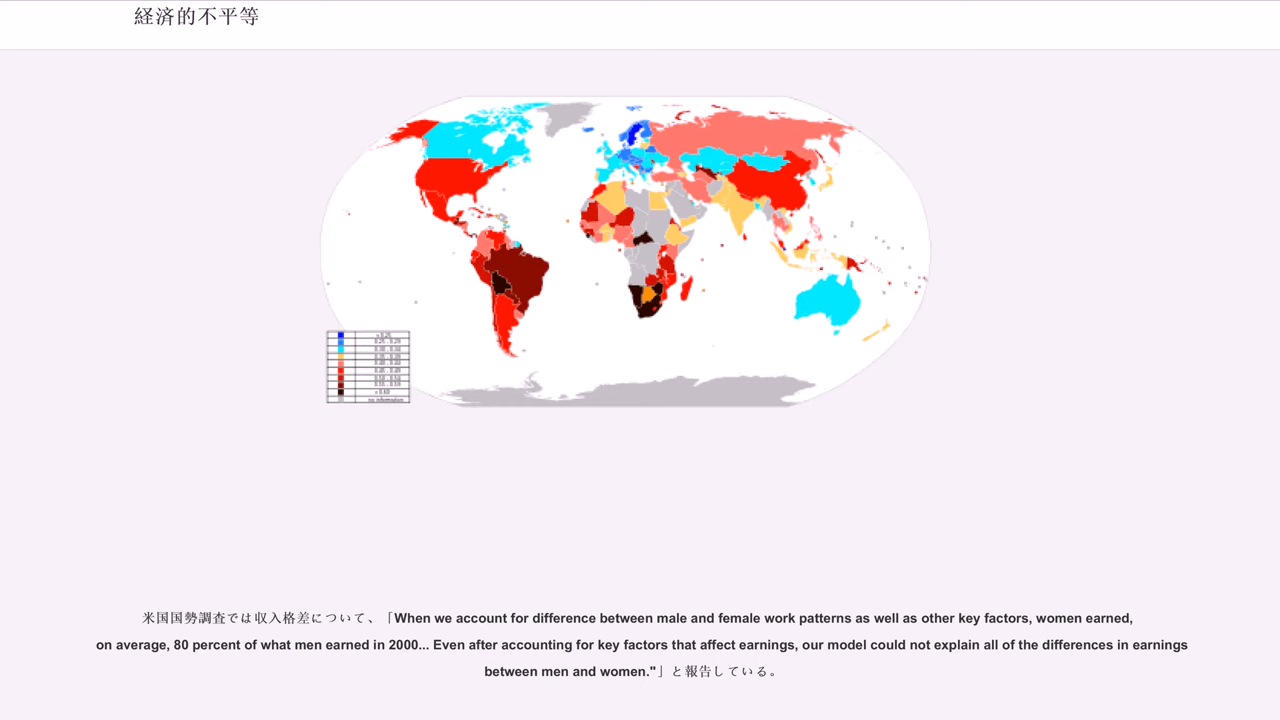 経済的不平等
no information
米国国勢調査では収入格差について、「When we account for difference between male and female work patterns as well as other key factors, women earned,
on average, 80 percent of what men earned in 2000... Even after accounting for key factors that affect earnings, our model could not explain all of the differences in earnings
between men and women."」と報告している。